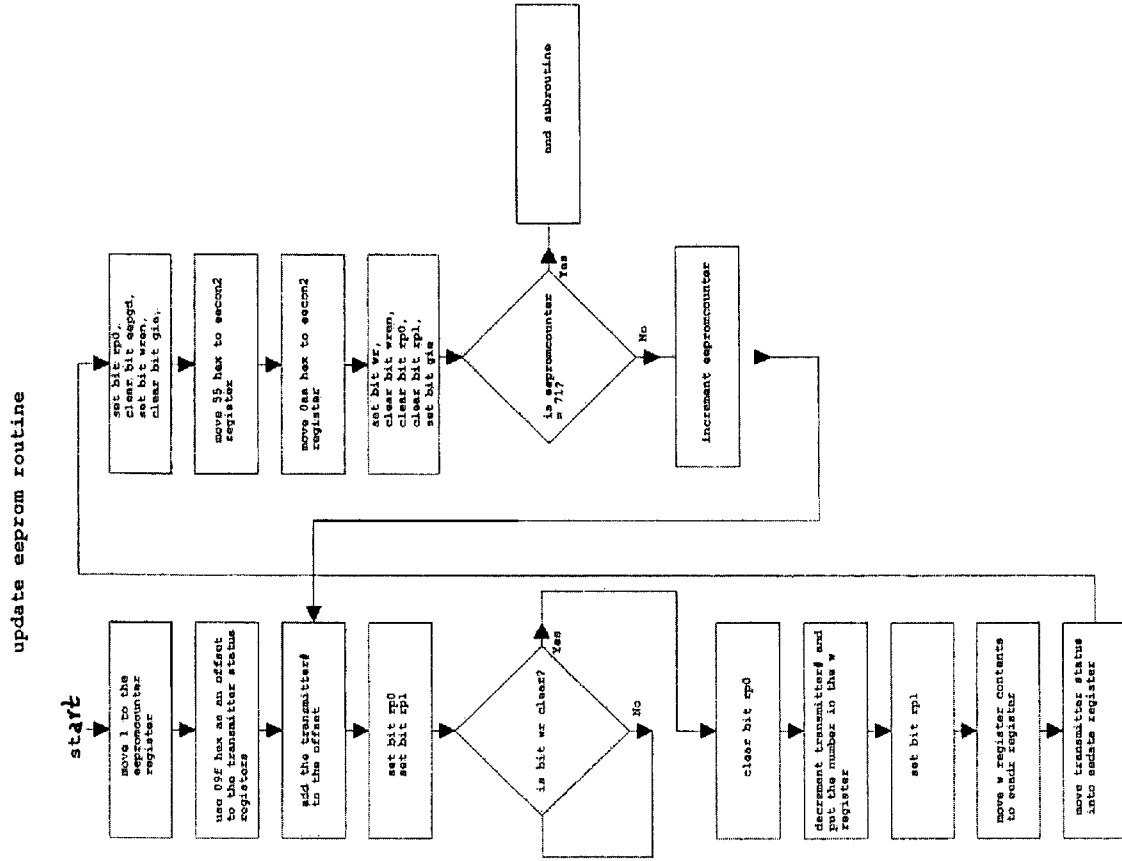 update eeprom routine
start
move 1 to the
eepromcounter
register
use 09f hex as an offset
to the transmitter status
registers
add the transmitter#
to the offset
set bit rp0
set bit rp1
is bit wr clear?
Yes
No
clear bit rp0
decrement transmitter# and
put the number in the w
register
set bit rp1
move w register contents
to eeadr register
move transmitter status
into eedata register
set bit rp0,
clear bit eepgd,
set bit wren,
clear bit gie,
move 55 hex to eecon2
register
move 0aa hex to eecon2
register
set bit wr,
clear bit wren,
clear bit rp0,
clear bit rp1,
set bit gie
is eepromcounter
= 71?
Yes
No
end subroutine
increment eepromcounter